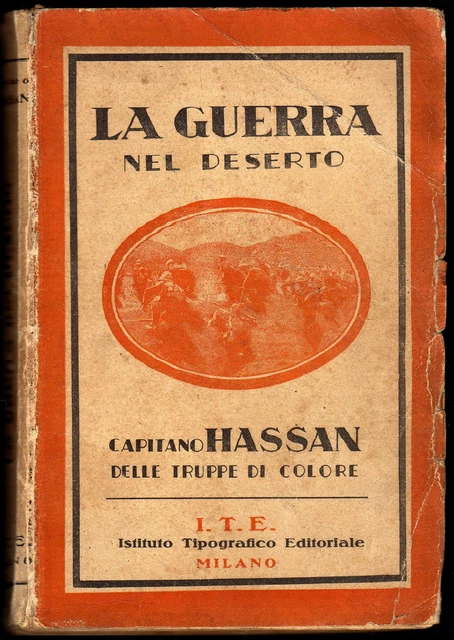 LA GUERRA
NEL DESERTO
CAPITANO HASSAN
DELLE TRUPPE DI COLORE
I. T. E.
Istituto Tipografico Editoriale
MILANO